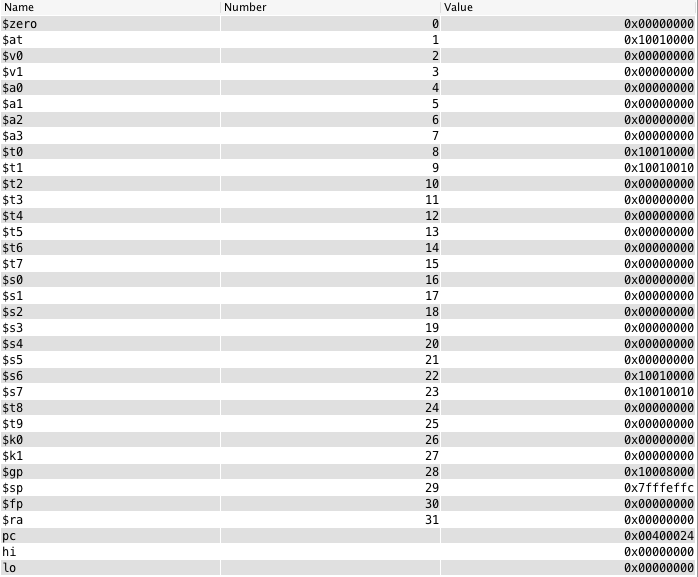 Name Number Value
$zero 0 0x00000000
$at 1 0x10010000
$v0 2 0x00000000
$v1 3 0x00000000
$a0 4 0x00000000
$a1 5 0x00000000
$a2 6 0x00000000
$a3 7 0x00000000
$t0 8 0x10010000
$t1 9 0x10010010
$t2 10 0x00000000
$t3 11 0x00000000
$t4 12 0x00000000
$t5 13 0x00000000
$t6 14 0x00000000
$t7 15 0x00000000
$s0 16 0x00000000
$s1 17 0x00000000
$s2 18 0x00000000
$s3 19 0x00000000
$s4 20 0x00000000
$s5 21 0x00000000
$s6 22 0x10010000
$s7 23 0x10010010
$t8 24 0x00000000
$t9 25 0x00000000
$k0 26 0x00000000
$k1 27 0x00000000
$gp 28 0x10008000
$sp 29 0x7fffeffc
$fp 30 0x00000000
$ra 31 0x00000000
pc 0x00400024
hi 0x00000000
lo 0x00000000